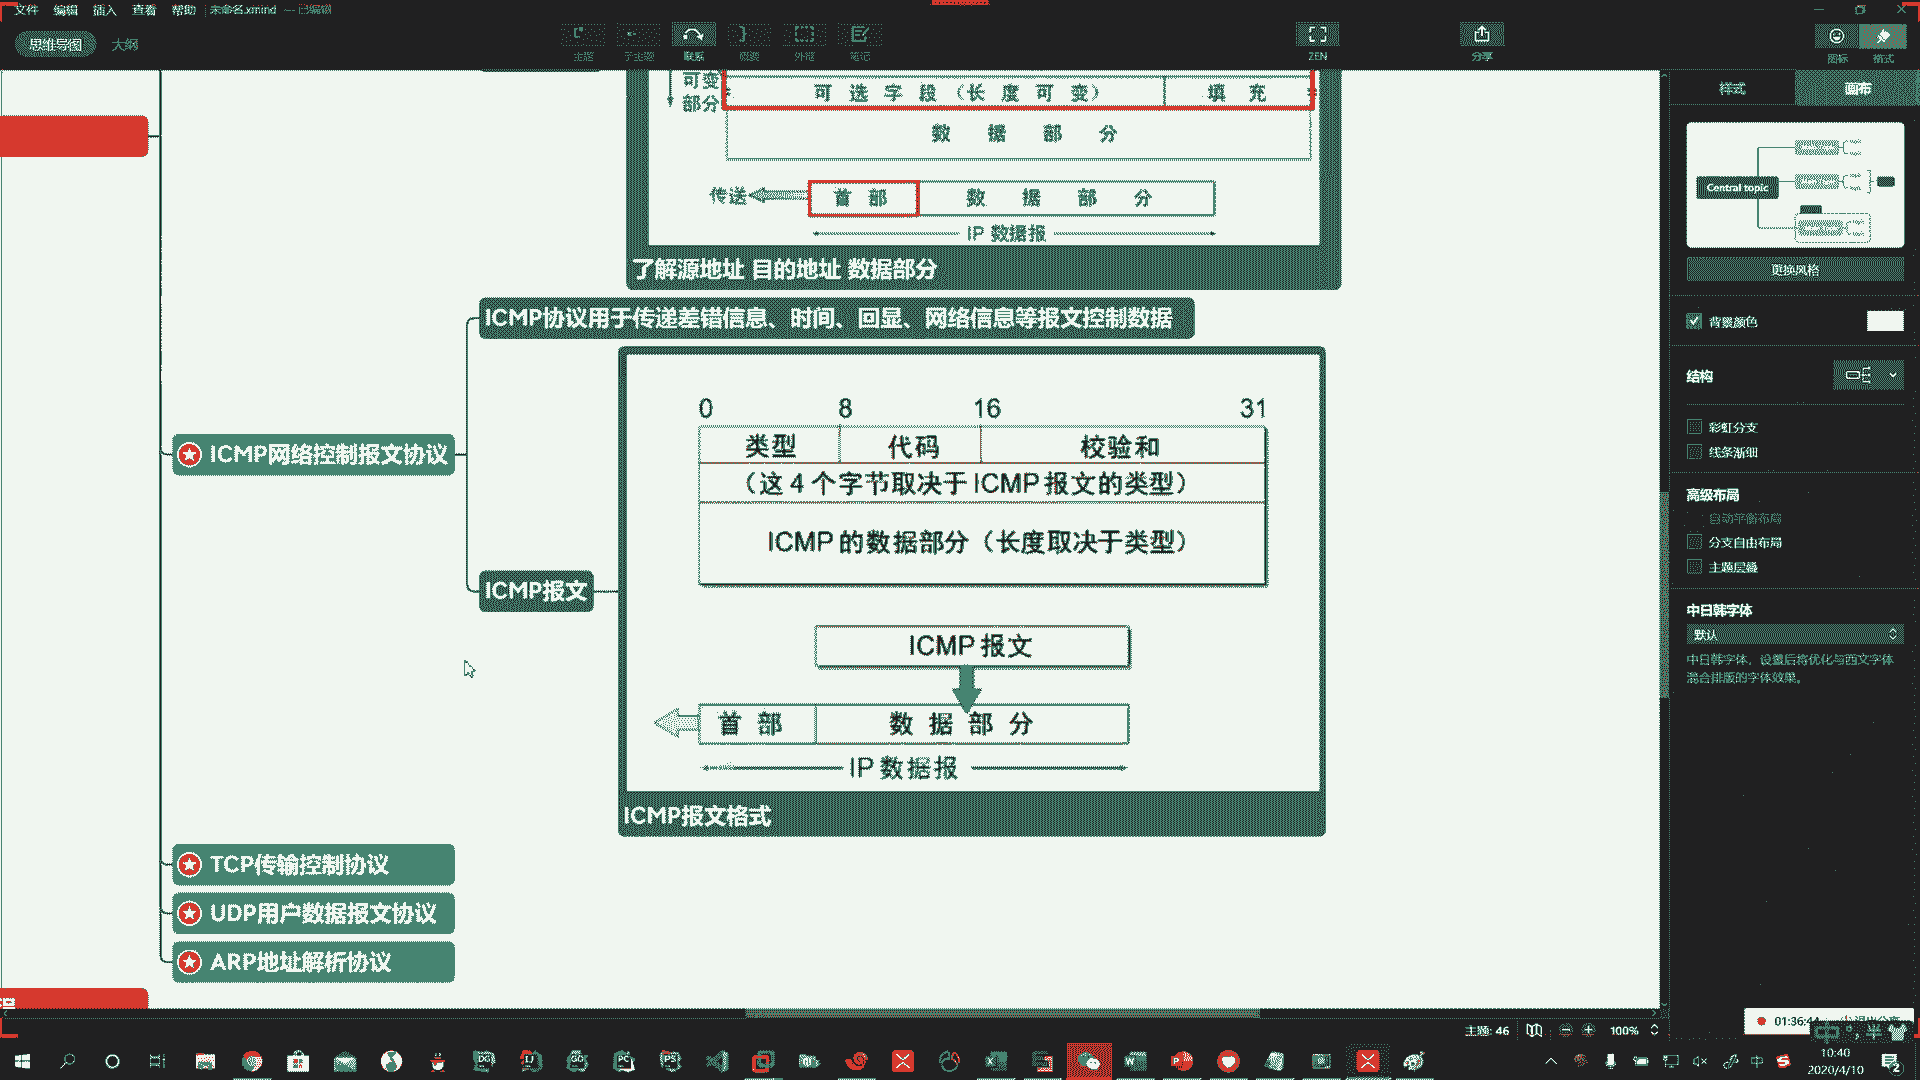 文件 编辑 插入 查看 帮助 未命名.xmind — 已编辑
思维导图 大纲
主题 子主题 联系 概要 外框 笔记 ZEN 分享 图标 格式
样式 画布
可变
部分
可选字段（长度可变） 填充
数据部分
传送 首部 数据部分
IP 数据报
了解源地址 目的地址 数据部分
ICMP协议用于传递差错信息、时间、回显、网络信息等报文控制数据
0 8 16 31
类型 代码 校验和
（这 4 个字节取决于 ICMP 报文的类型）
ICMP 的数据部分（长度取决于类型）
ICMP网络控制报文协议
ICMP报文
ICMP 报文
首部 数据部分
IP 数据报
ICMP报文格式
TCP传输控制协议
UDP用户数据报文协议
ARP地址解析协议
Central topic
更换风格
背景颜色
结构
彩虹分支
线条渐细
高级布局
自动平衡布局
分支自由布局
主题层叠
中日韩字体
默认
中日韩字体，设置后将优化与西文字体
混合排版的字体效果。
主题: 46 100%
01:36:44
中
10:40
2020/4/10